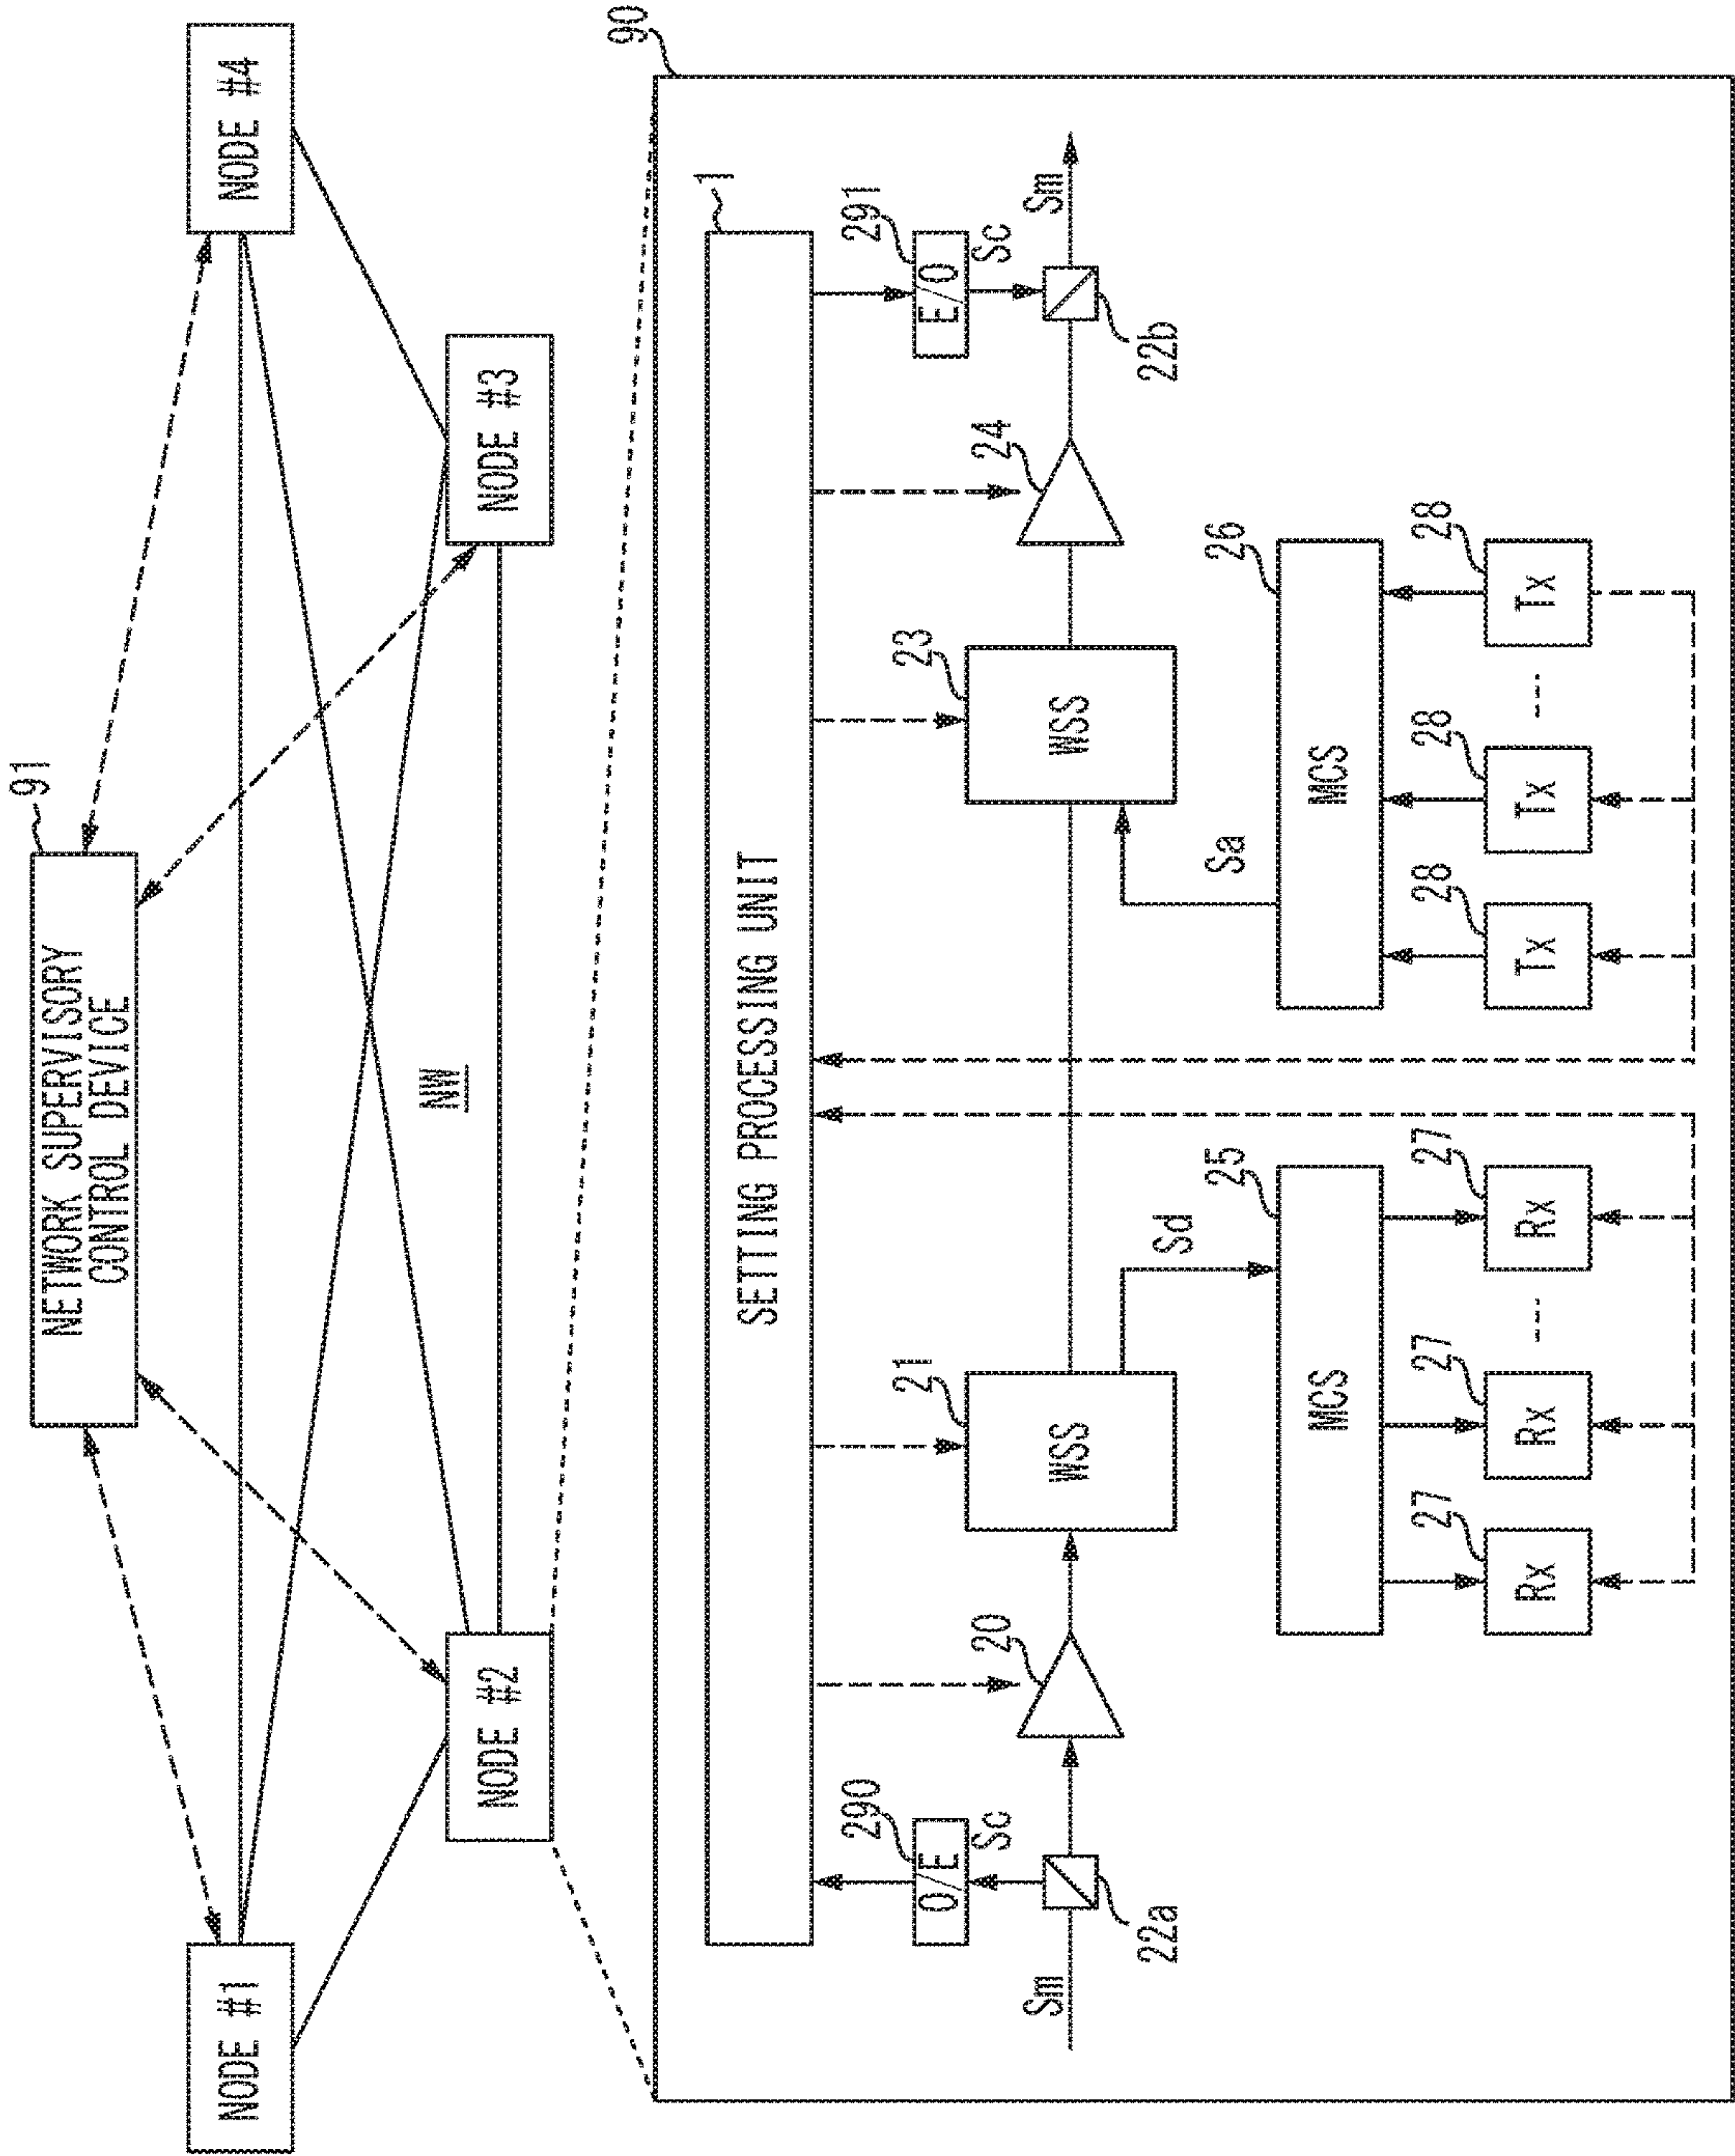 91
NETWORK SUPERVISORY
CONTROL DEVICE
NODE #1
NODE #4
NW
NODE #2
NODE #3
90
1
SETTING PROCESSING UNIT
290
O/E
Sc
291
E/O
Sc
20
21
23
24
Sm
22a
WSS
WSS
22b
Sm
Sd
Sa
25
26
MCS
MCS
27
27
27
28
28
28
Rx
Rx
Rx
Tx
Tx
Tx